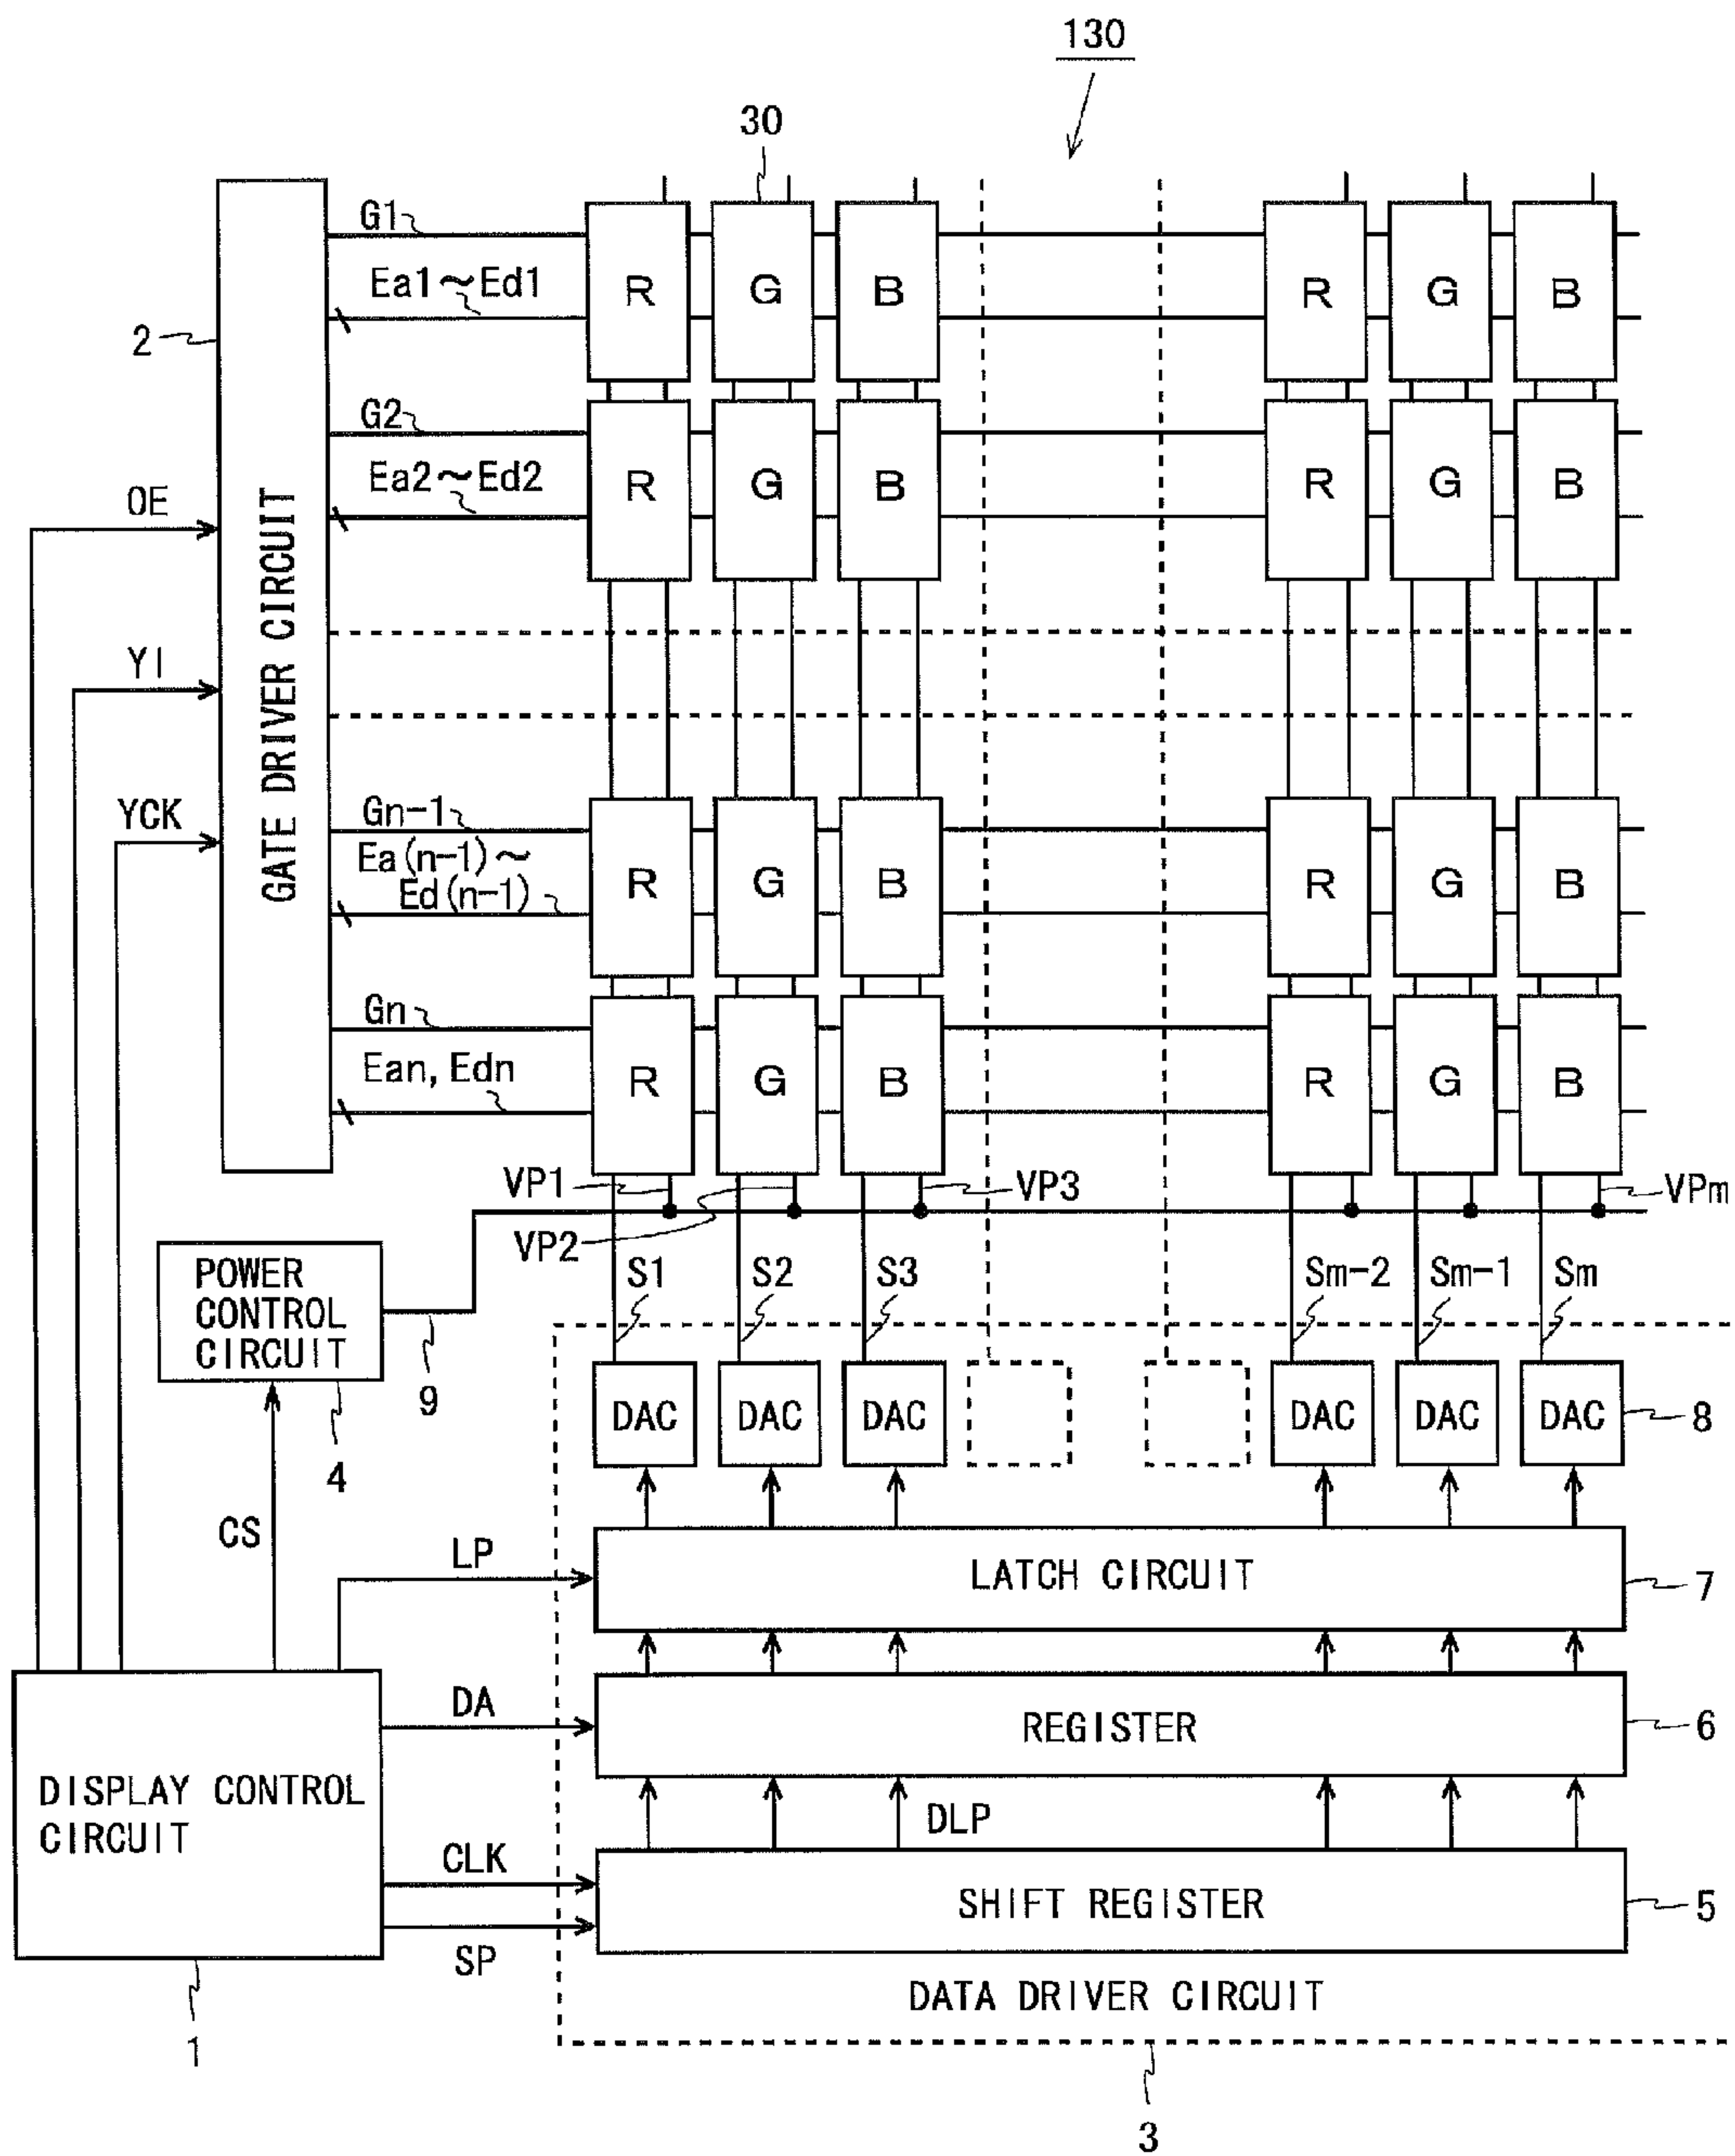 130
30
G1
R G B R G B
Ea1~Ed1
2
G2
R G B R G B
Ea2~Ed2
OE
GATE DRIVER CIRCUIT
YI
YCK
Gn-1
Ea(n-1)~
Ed(n-1)
R G B R G B
Gn
Ean, Edn
R G B R G B
VP1
VP2
VP3
VPm
POWER
CONTROL
CIRCUIT
S1 S2 S3 Sm-2 Sm-1 Sm
9
4
DAC DAC DAC DAC DAC DAC
8
CS
LP
LATCH CIRCUIT
7
DA
REGISTER
6
DISPLAY CONTROL
CIRCUIT
DLP
CLK
SHIFT REGISTER
5
SP
DATA DRIVER CIRCUIT
1
3